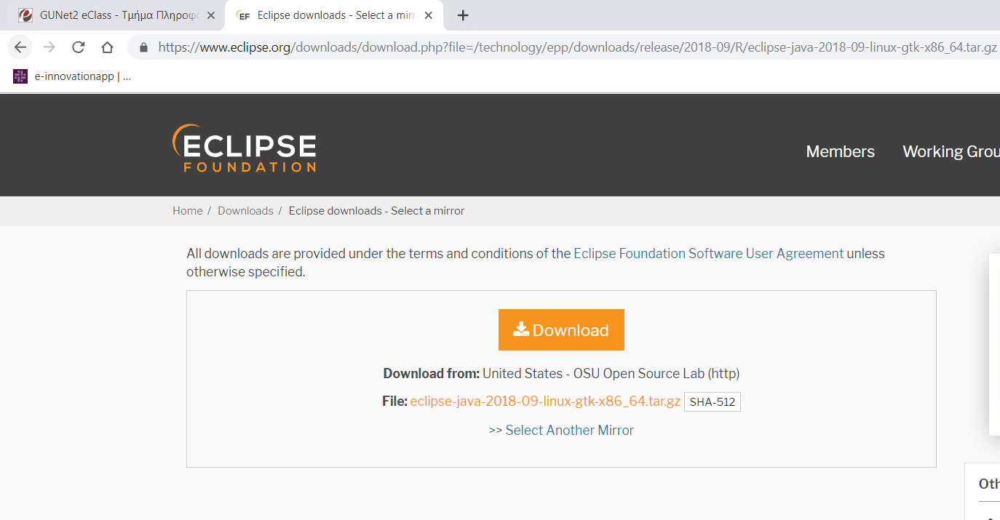 GUNet2 eClass - Τμήμα Πληροφο
EF Eclipse downloads - Select a mirr
https://www.eclipse.org/downloads/download.php?file=/technology/epp/downloads/release/2018-09/R/eclipse-java-2018-09-linux-gtk-x86_64.tar.gz
e-innovationapp | ...
ECLIPSE
FOUNDATION
Members Working Grou
Home / Downloads / Eclipse downloads - Select a mirror
All downloads are provided under the terms and conditions of the Eclipse Foundation Software User Agreement unless
otherwise specified.
Download
Download from: United States - OSU Open Source Lab (http)
File: eclipse-java-2018-09-linux-gtk-x86_64.tar.gz SHA-512
>> Select Another Mirror
Oth